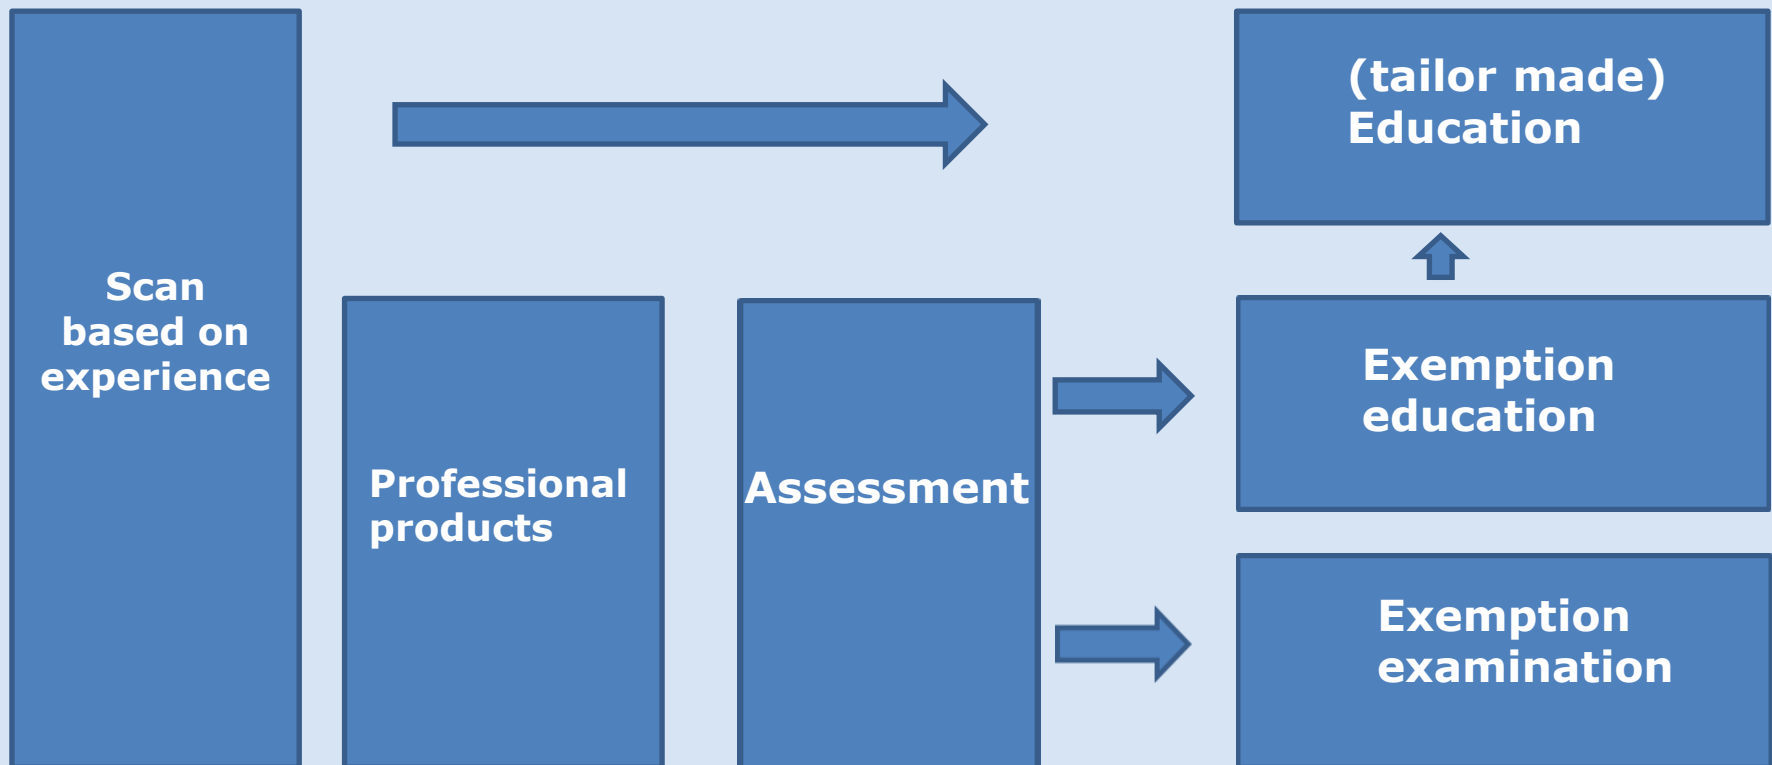 Scan
based on
experience
Professional
products
Assessment
(tailor made)
Education
Exemption
education
Exemption
examination